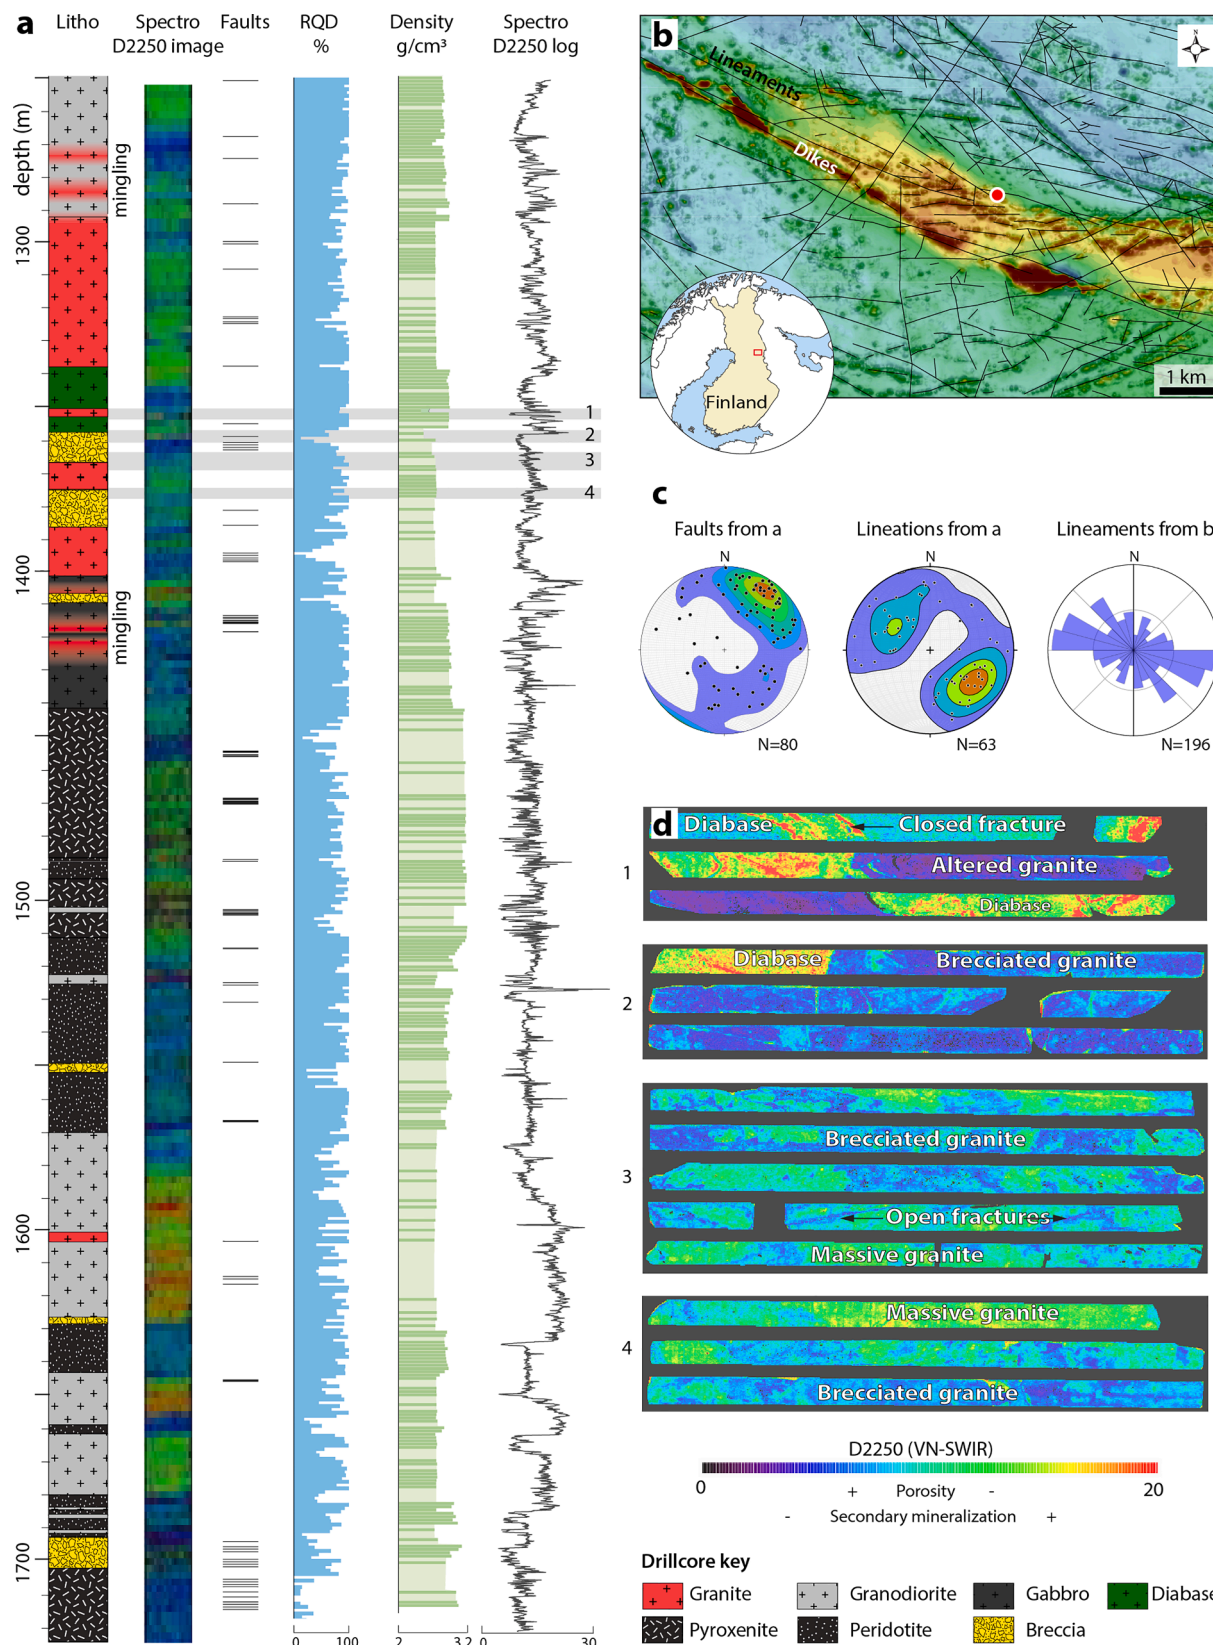 a
Litho
Spectro
D2250 image
Faults
RQD
%
Density
g/cm³
Spectro
D2250 log
depth (m)
mingling
1300
1
2
3
4
1400
mingling
1500
1600
1700
0
100
2
3.2
0
30
b
Lineaments
Dikes
Finland
1 km
c
Faults from a
Lineations from a
Lineaments from b
N
N
N
N=80
N=63
N=196
d
Diabase
Closed fracture
1
Altered granite
Diabase
Diabase
Brecciated granite
2
Brecciated granite
3
Open fractures
Massive granite
Massive granite
4
Brecciated granite
D2250 (VN-SWIR)
0
+ Porosity -
20
- Secondary mineralization +
Drillcore key
Granite
Granodiorite
Gabbro
Diabase
Pyroxenite
Peridotite
Breccia